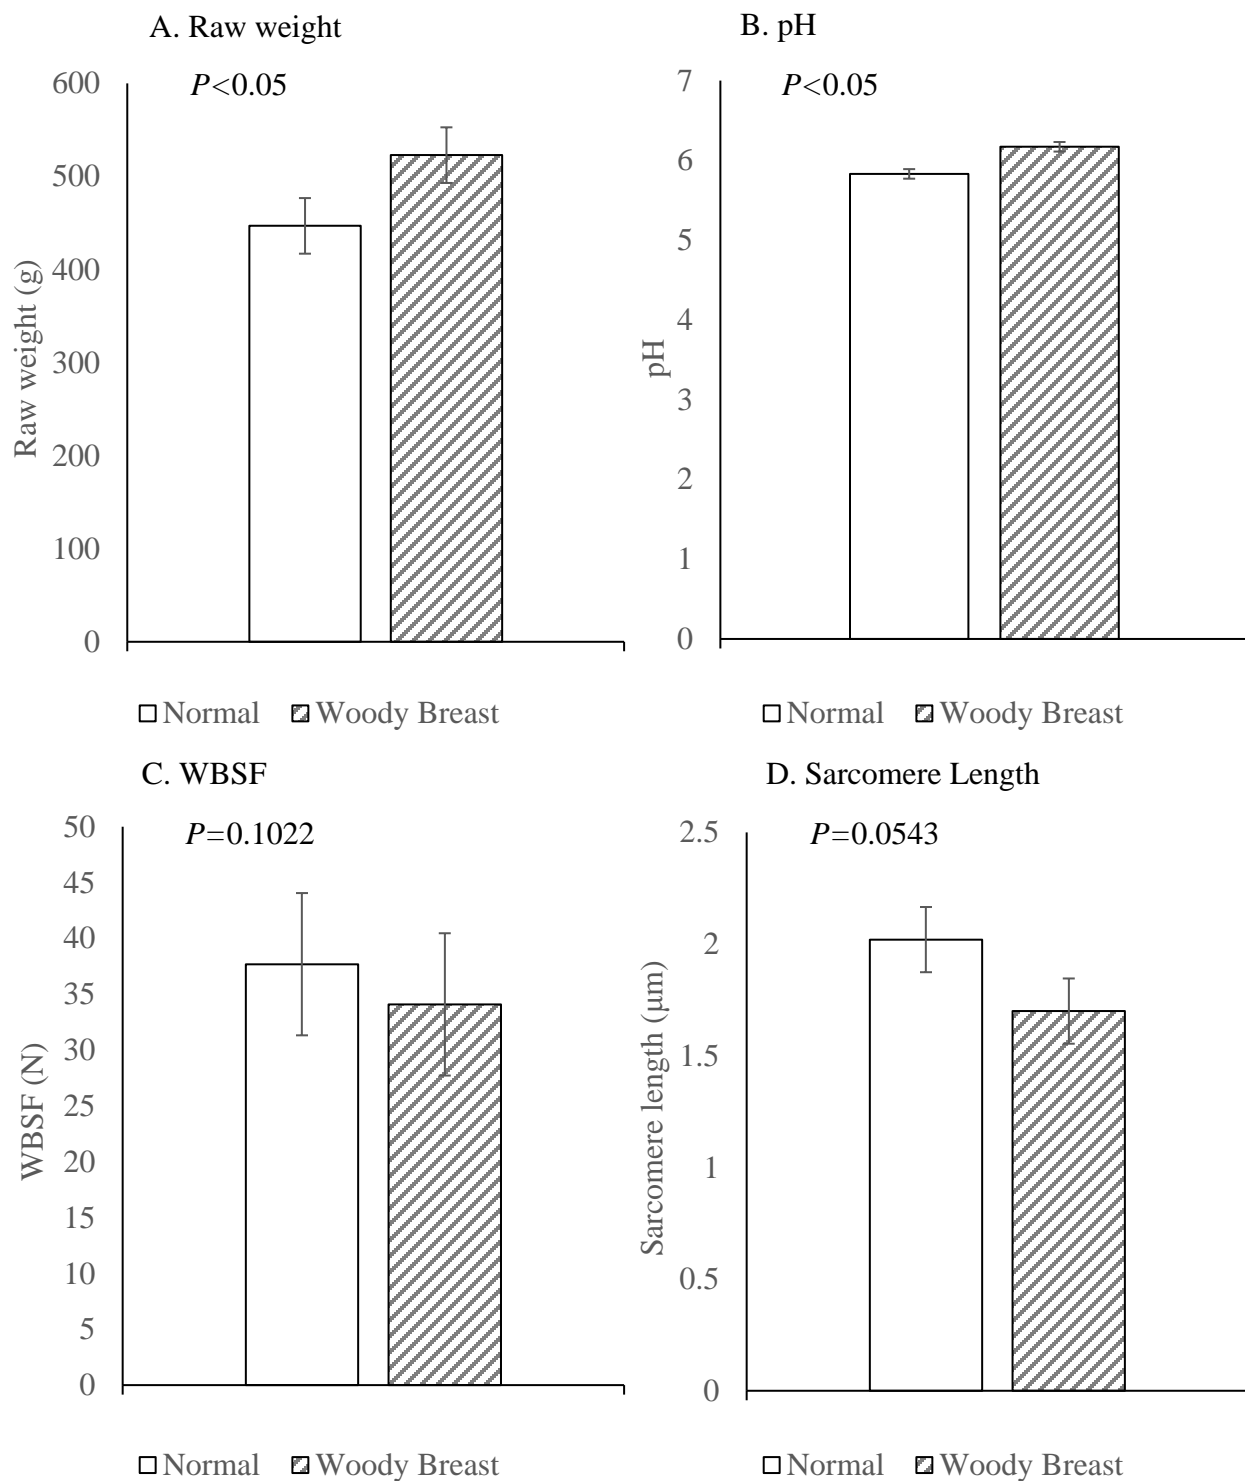 A. Raw weight
P<0.05
600
500
400
300
200
100
0
Raw weight (g)
Normal Woody Breast
B. pH
P<0.05
7
6
5
4
3
2
1
0
pH
Normal Woody Breast
C. WBSF
P=0.1022
50
45
40
35
30
25
20
15
10
5
0
WBSF (N)
Normal Woody Breast
D. Sarcomere Length
P=0.0543
2.5
2
1.5
1
0.5
0
Sarcomere length (μm)
Normal Woody Breast